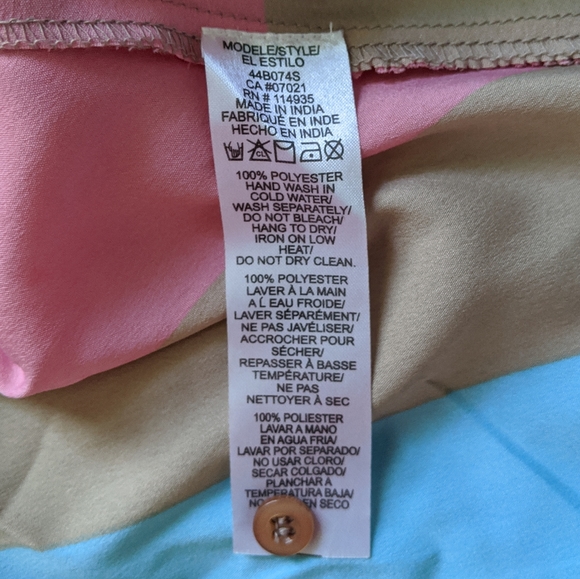 MODELE/STYLE/
EL ESTILO
44B074S
CA #07021
RN # 114935
MADE IN INDIA
FABRIQUÉ EN INDE
HECHO EN INDIA
CL
100% POLYESTER
HAND WASH IN
COLD WATER/
WASH SEPARATELY/
DO NOT BLEACH/
HANG TO DRY/
IRON ON LOW
HEAT/
DO NOT DRY CLEAN.
100% POLYESTER
LAVER À LA MAIN
A L EAU FROIDE/
LAVER SÉPARÉMENT/
NE PAS JAVÉLISER/
ACCROCHER POUR
SÉCHER/
REPASSER À BASSE
TEMPÉRATURE/
NE PAS
NETTOYER À SEC
100% POLIESTER
LAVAR A MANO
EN AGUA FRIA/
LAVAR POR SEPARADO/
NO USAR CLORO/
SECAR COLGADO/
PLANCHAR A
TEMPERATURA BAJA/
EN SECO